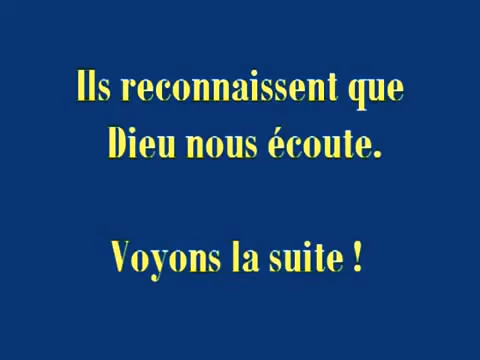 Ils reconnaissent que
Dieu nous écoute.
Voyons la suite !